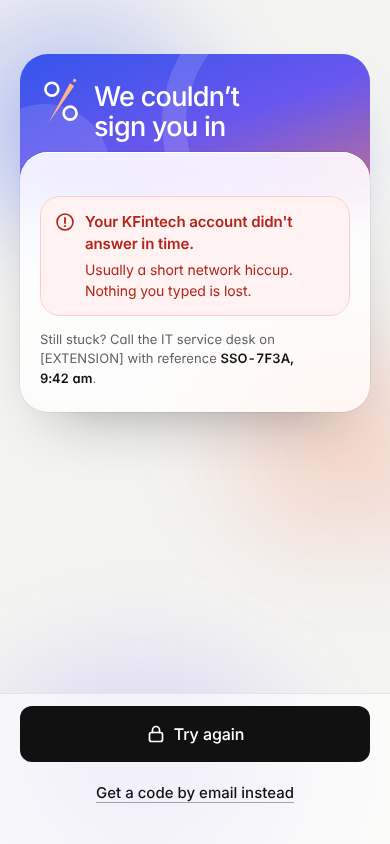 We couldn't
sign you in
Your KFintech account didn't
answer in time.
Usually a short network hiccup.
Nothing you typed is lost.
Still stuck? Call the IT service desk on
[EXTENSION] with reference SSO-7F3A,
9:42 am.
Try again
Get a code by email instead